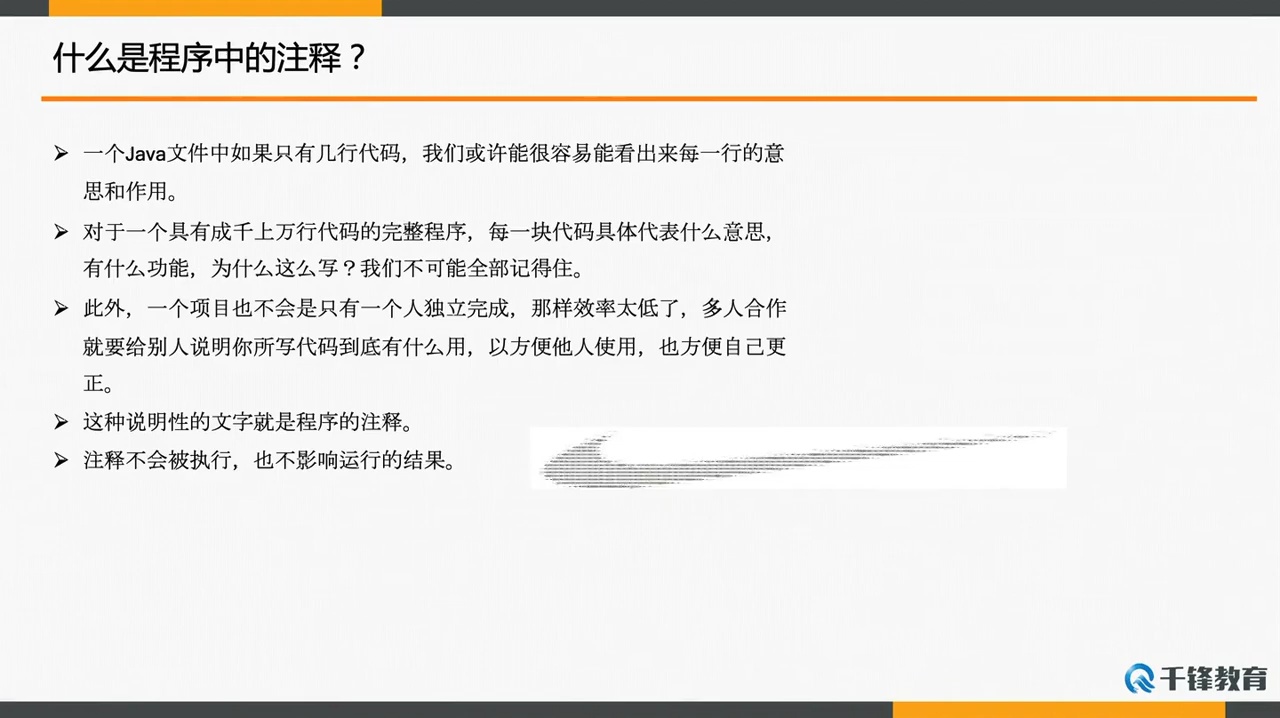 什么是程序中的注释？
一个Java文件中如果只有几行代码，我们或许能很容易能看出来每一行的意
思和作用。
对于一个具有成千上万行代码的完整程序，每一块代码具体代表什么意思，
有什么功能，为什么这么写？我们不可能全部记得住。
此外，一个项目也不会是只有一个人独立完成，那样效率太低了，多人合作
就要给别人说明你所写代码到底有什么用，以方便他人使用，也方便自己更
正。
这种说明性的文字就是程序的注释。
注释不会被执行，也不影响运行的结果。
千锋教育